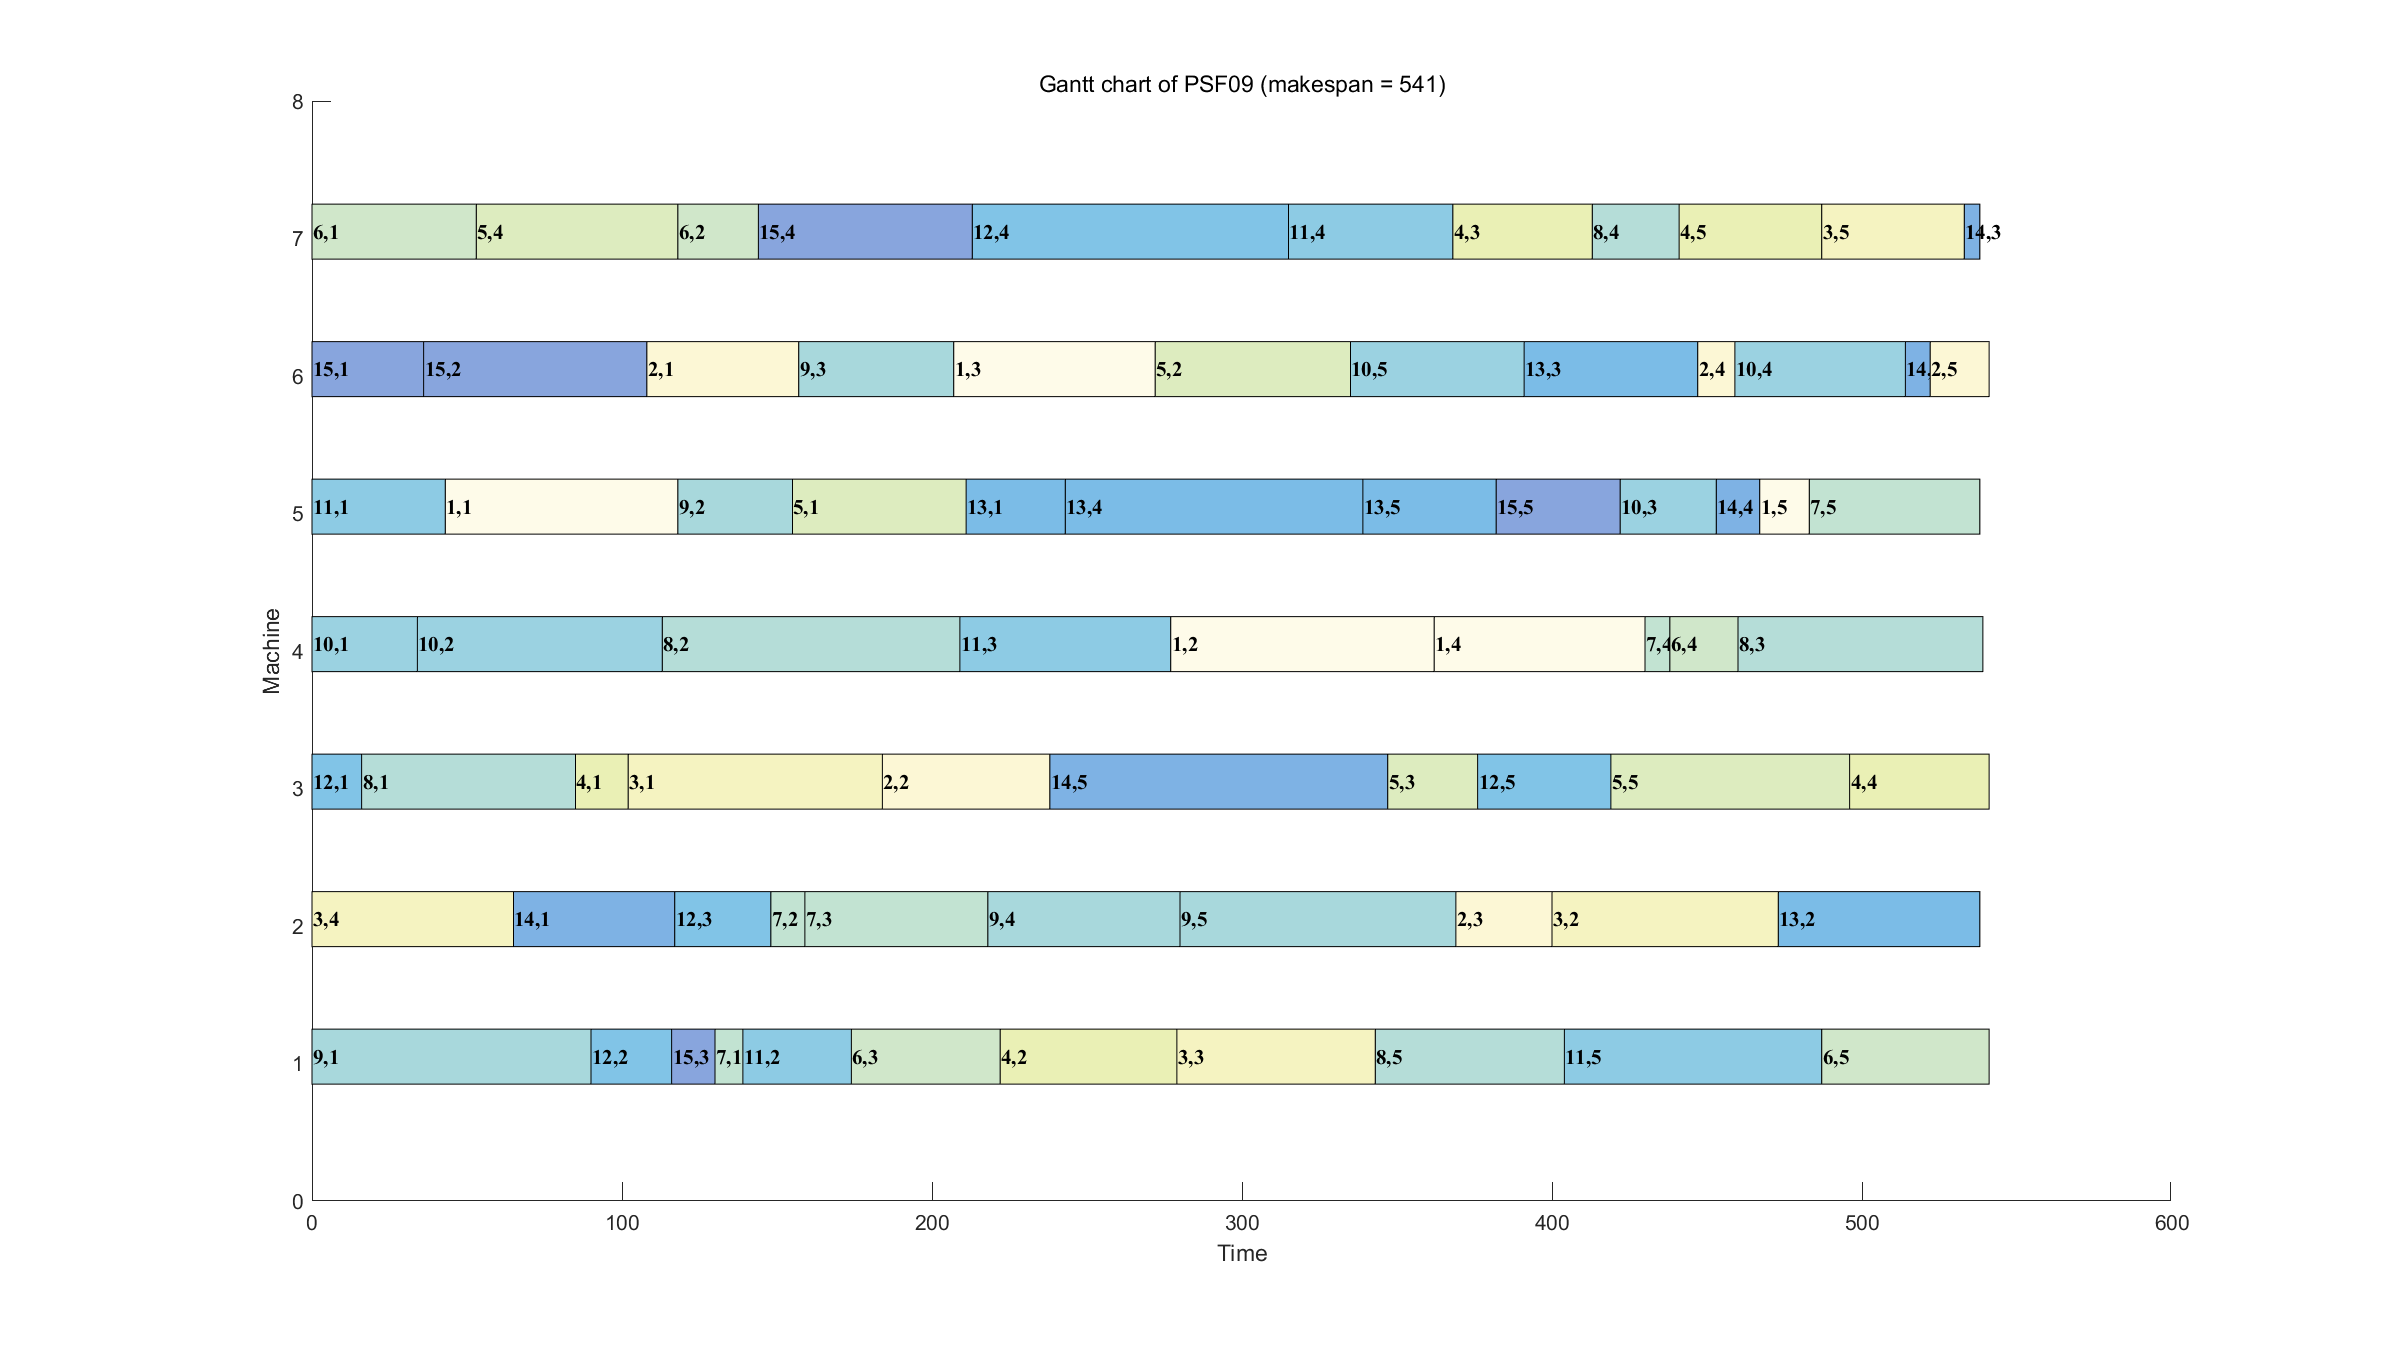 Gantt chart of PSF09 (makespan = 541)
8
7
6,1 5,4 6,2 15,4 12,4 11,4 4,3 8,4 4,5 3,5 14,3
6
15,1 15,2 2,1 9,3 1,3 5,2 10,5 13,3 2,4 10,4 14, 2,5
5
11,1 1,1 9,2 5,1 13,1 13,4 13,5 15,5 10,3 14,4 1,5 7,5
4
10,1 10,2 8,2 11,3 1,2 1,4 7,4 6,4 8,3
Machine
3
12,1 8,1 4,1 3,1 2,2 14,5 5,3 12,5 5,5 4,4
2
3,4 14,1 12,3 7,2 7,3 9,4 9,5 2,3 3,2 13,2
1
9,1 12,2 15,3 7,1 11,2 6,3 4,2 3,3 8,5 11,5 6,5
0
0 100 200 300 400 500 600
Time